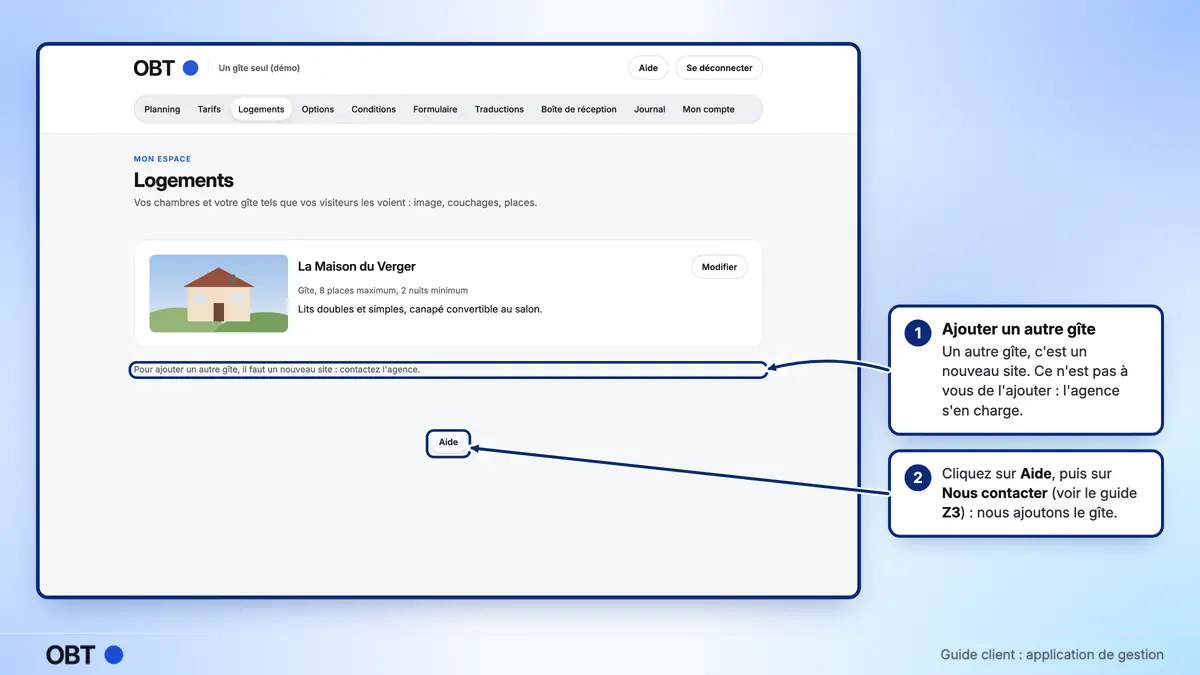 OBT
Un gîte seul (démo)
Aide
Se déconnecter
Planning
Tarifs
Logements
Options
Conditions
Formulaire
Traductions
Boîte de réception
Journal
Mon compte
MON ESPACE
Logements
Vos chambres et votre gîte tels que vos visiteurs les voient : image, couchages, places.
La Maison du Verger
Modifier
Gîte, 8 places maximum, 2 nuits minimum
Lits doubles et simples, canapé convertible au salon.
Pour ajouter un autre gîte, il faut un nouveau site : contactez l'agence.
Aide
1
Ajouter un autre gîte
Un autre gîte, c'est un
nouveau site. Ce n'est pas à
vous de l'ajouter : l'agence
s'en charge.
2
Cliquez sur Aide, puis sur
Nous contacter (voir le guide
Z3) : nous ajoutons le gîte.
OBT
Guide client : application de gestion